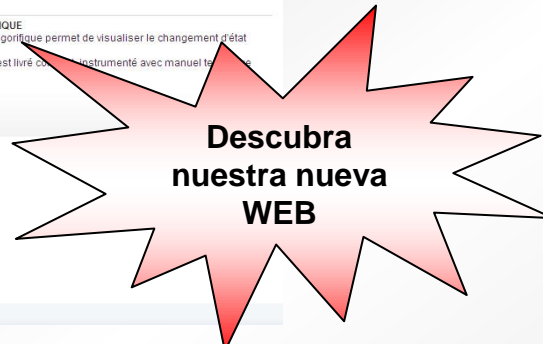 IQUE
gorifique permet de visualiser le changement d'état
est livré instrumenté avec manuel
Descubra
nuestra nueva
WEB